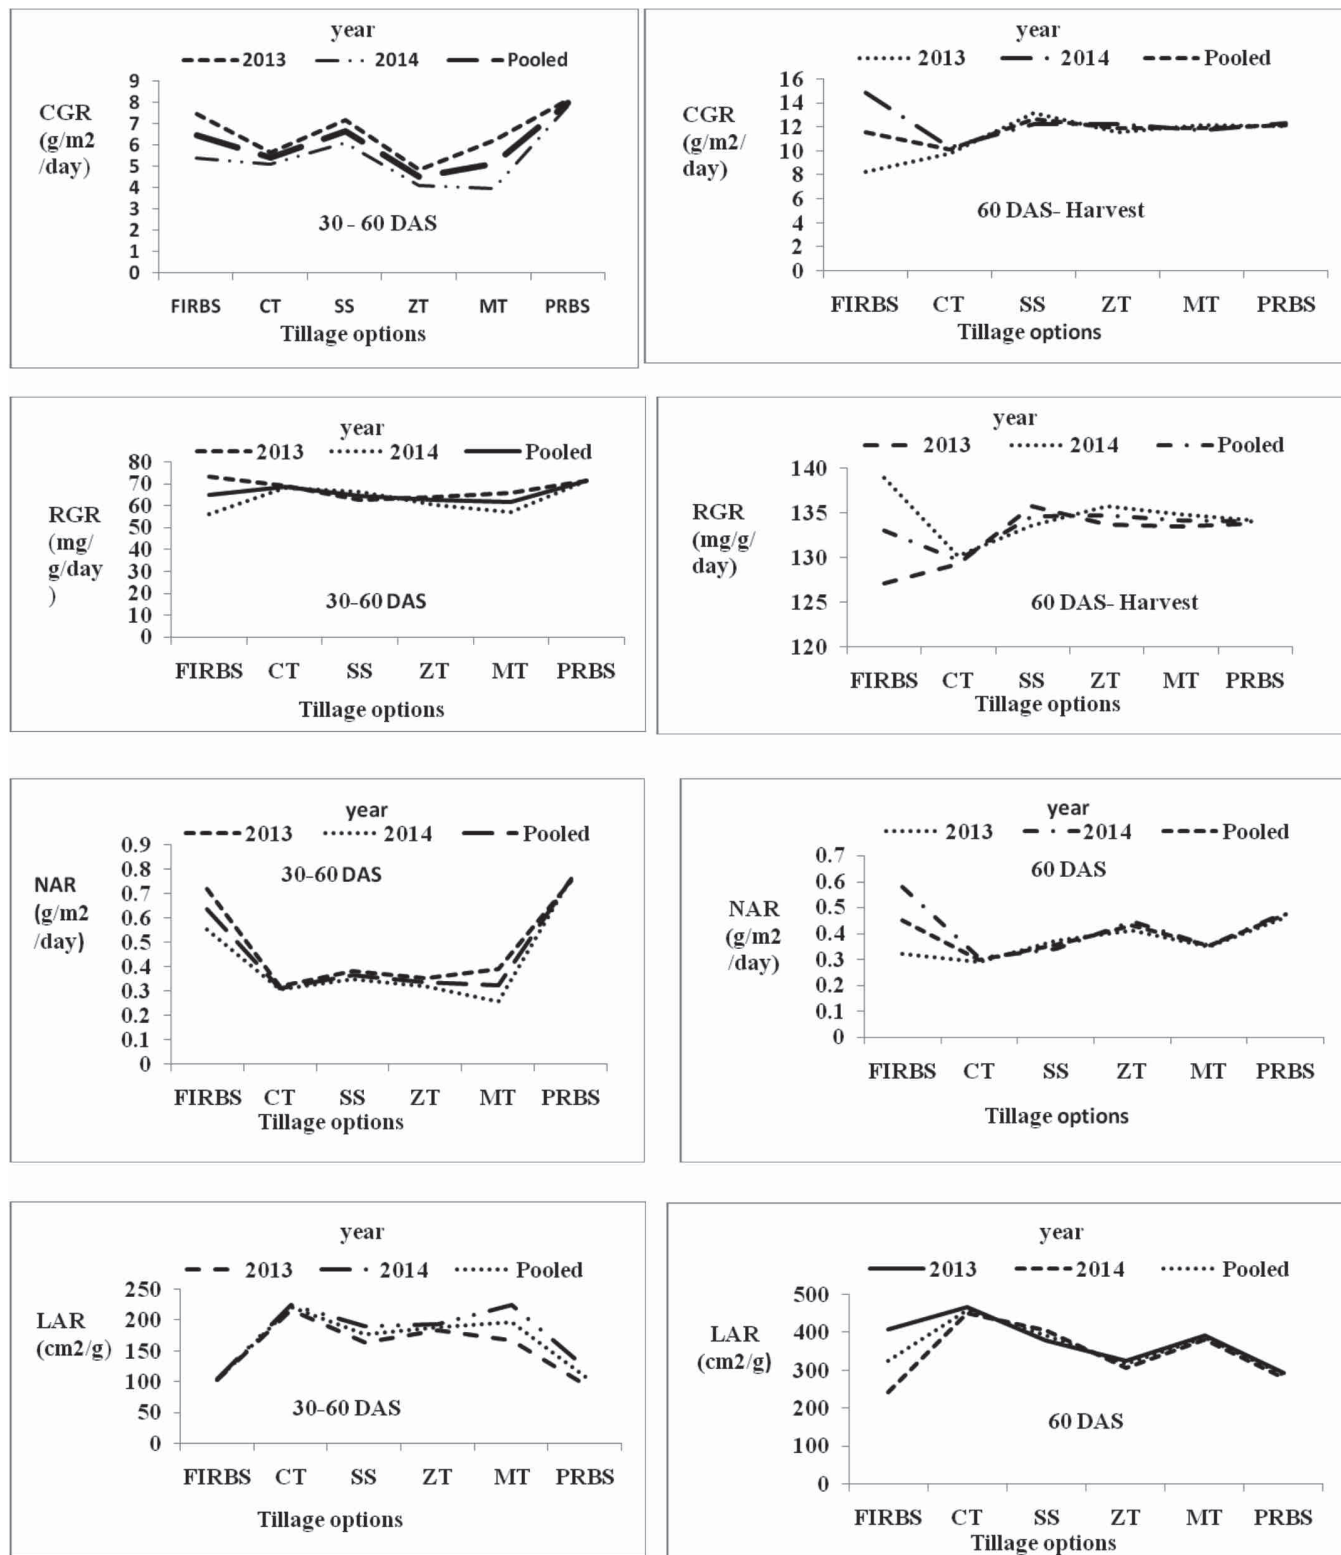 year
2013 2014 Pooled
9
8
7
6
5
4
3
2
1
0
CGR
(g/m2
/day)
30 - 60 DAS
FIRBS CT SS ZT MT PRBS
Tillage options
year
2013 2014 Pooled
16
14
12
10
8
6
4
2
0
CGR
(g/m2/
day)
60 DAS- Harvest
FIRBS CT SS ZT MT PRBS
Tillage options
year
2013 2014 Pooled
80
70
60
50
40
30
20
10
0
RGR
(mg/
g/day
)
30-60 DAS
FIRBS CT SS ZT MT PRBS
Tillage options
year
2013 2014 Pooled
140
135
130
125
120
RGR
(mg/g/
day)
60 DAS- Harvest
FIRBS CT SS ZT MT PRBS
Tillage options
year
2013 2014 Pooled
0.9
0.8
0.7
0.6
0.5
0.4
0.3
0.2
0.1
0
30-60 DAS
NAR
(g/m2
/day)
FIRBS CT SS ZT MT PRBS
Tillage options
year
2013 2014 Pooled
60 DAS
0.7
0.6
0.5
0.4
0.3
0.2
0.1
0
NAR
(g/m2
/day)
FIRBS CT SS ZT MT PRBS
Tillage options
year
2013 2014 Pooled
250
200
150
100
50
0
LAR
(cm2/g)
30-60 DAS
FIRBS CT SS ZT MT PRBS
Tillage options
year
2013 2014 Pooled
500
400
300
200
100
0
LAR
(cm2/g)
60 DAS
FIRBS CT SS ZT MT PRBS
Tillage options